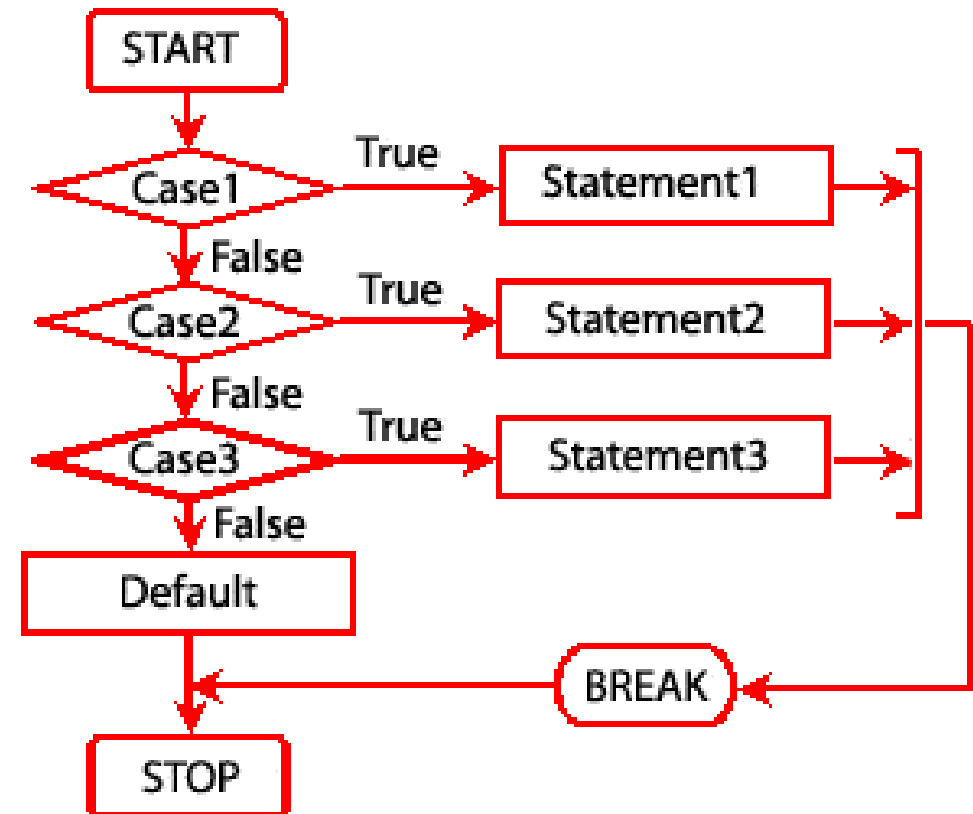 START
True
Case1
Statement1
False
True
Case2
Statement2
False
True
Case3
Statement3
False
Default
BREAK
STOP